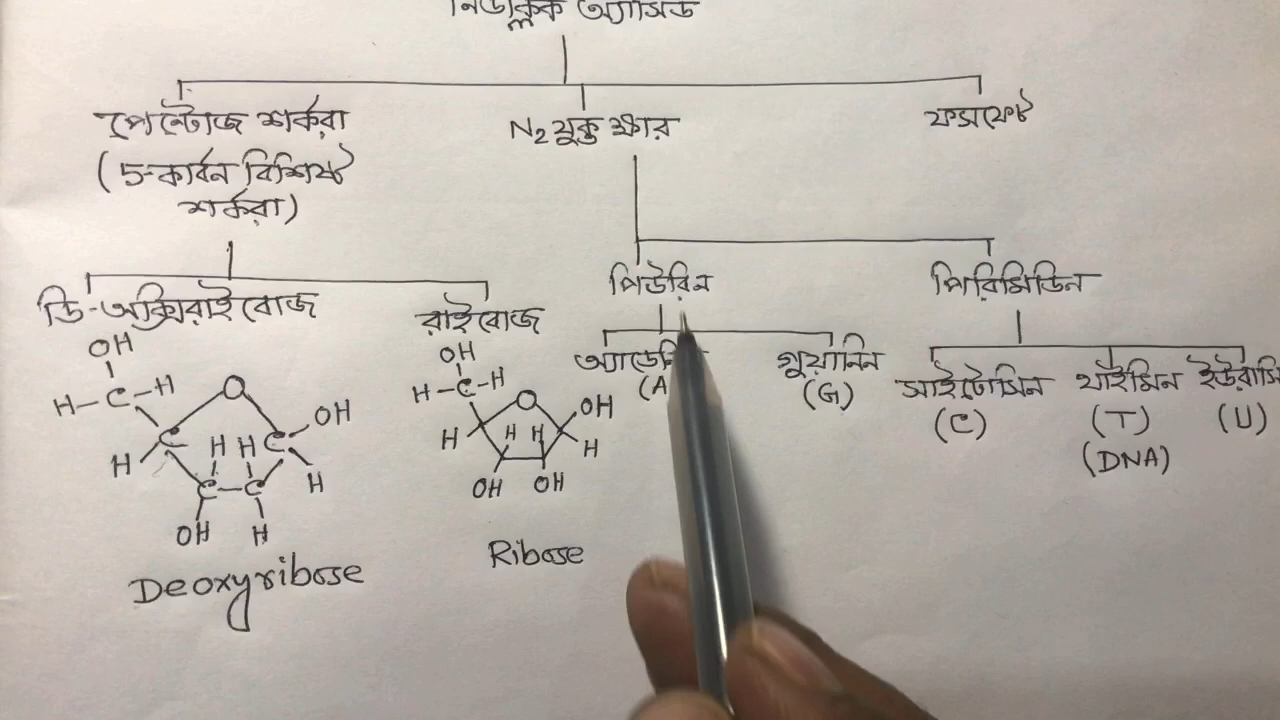 নিউক্লিক অ্যাসিড
পেন্টোজ শর্করা
(5-কার্বন বিশিষ্ট
শর্করা)
N₂যুক্ত ক্ষার
ফসফেট
ডি-অক্সিরাইবোজ
রাইবোজ
পিউরিন
পিরিমিডিন
গুয়ানিন
(G)
সাইটোসিন
(C)
থাইমিন
(T)
(DNA)
(U)
OH
H-C-H
O
C
C
OH
H
H
H
H
C-C
OH
H
Deoxyribose
OH
H-C-H
O
OH
H
H
H
H
OH
OH
Ribose